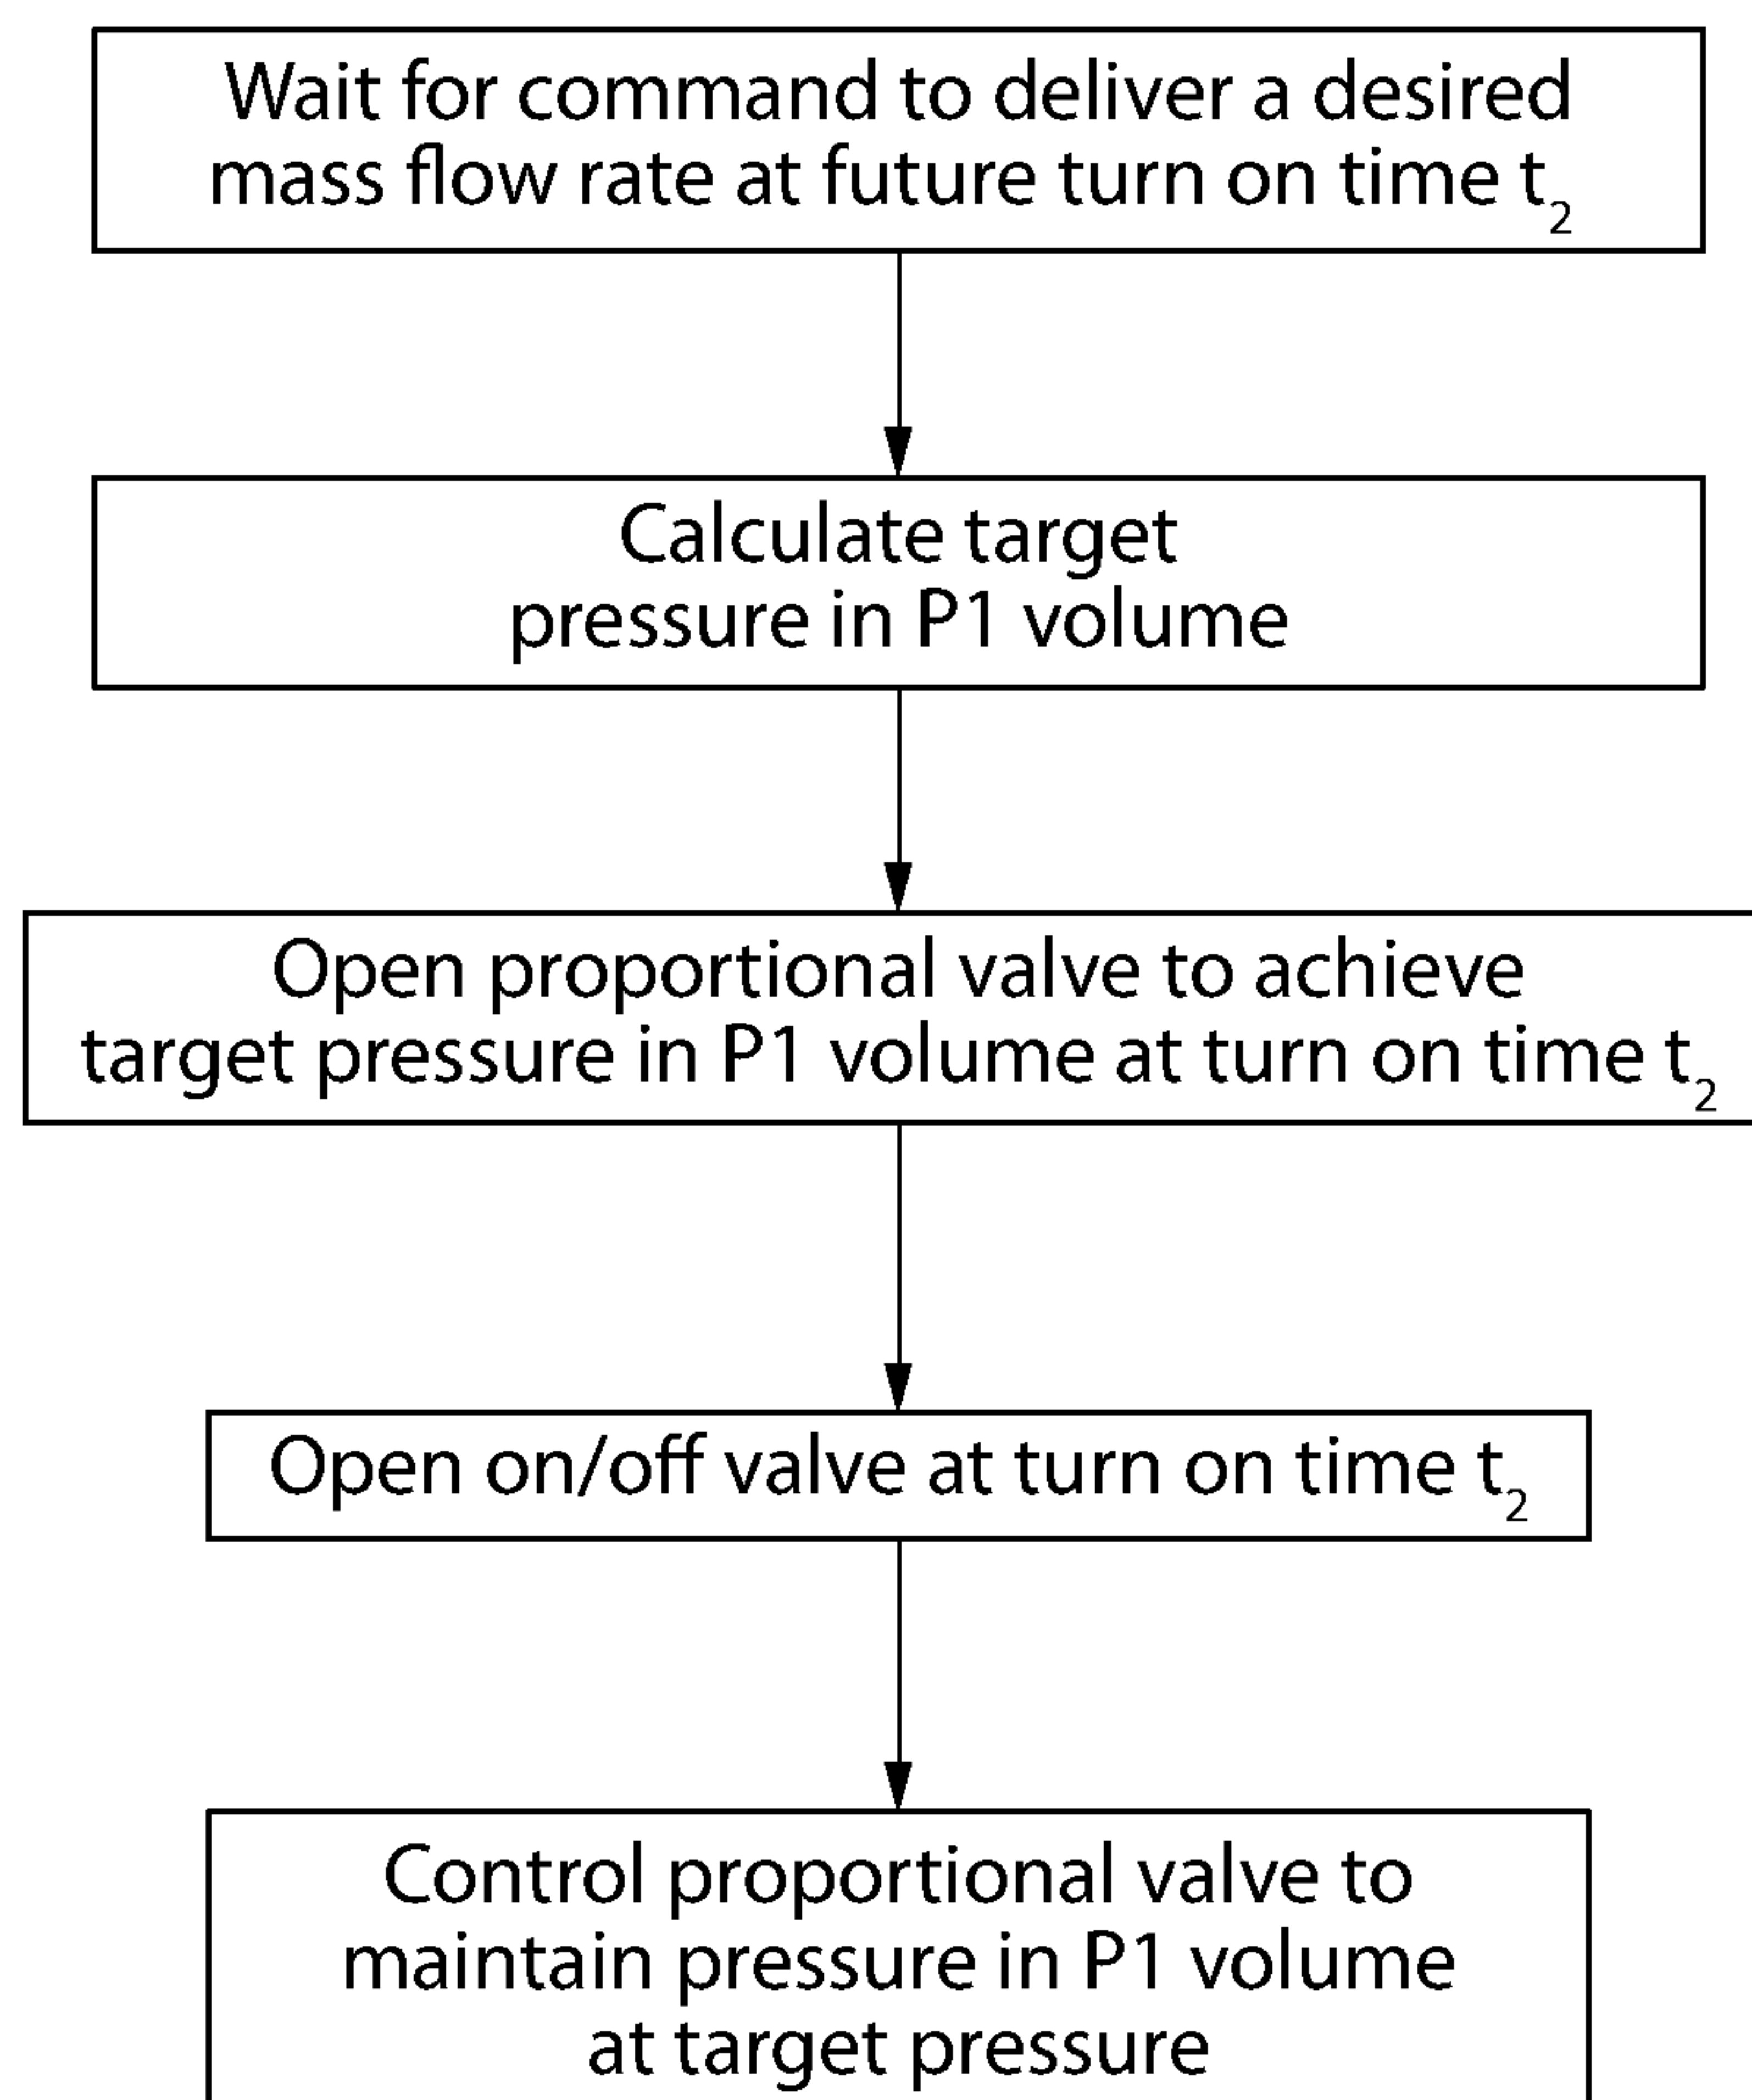 Wait for command to deliver a desired
mass flow rate at future turn on time t₂
Calculate target
pressure in P1 volume
Open proportional valve to achieve
target pressure in P1 volume at turn on time t₂
Open on/off valve at turn on time t₂
Control proportional valve to
maintain pressure in P1 volume
at target pressure